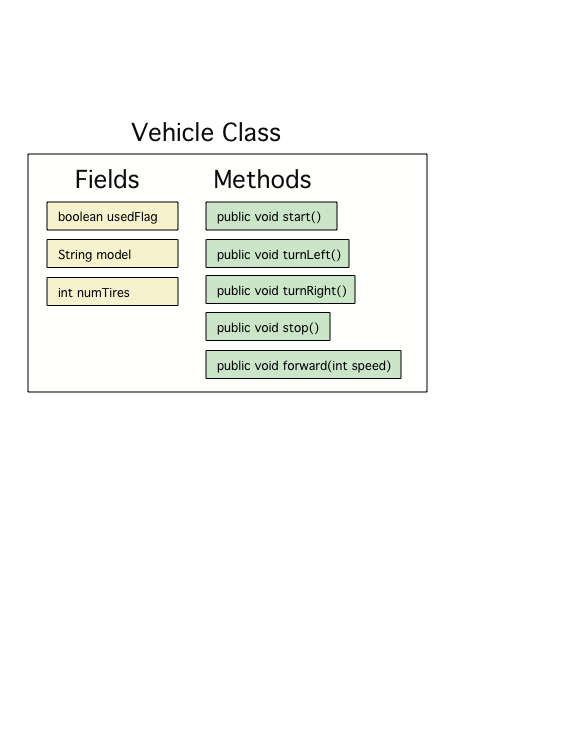 Vehicle Class
Fields
boolean usedFlag
String model
int numTires
Methods
public void start()
public void turnLeft()
public void turnRight()
public void stop()
public void forward(int speed)